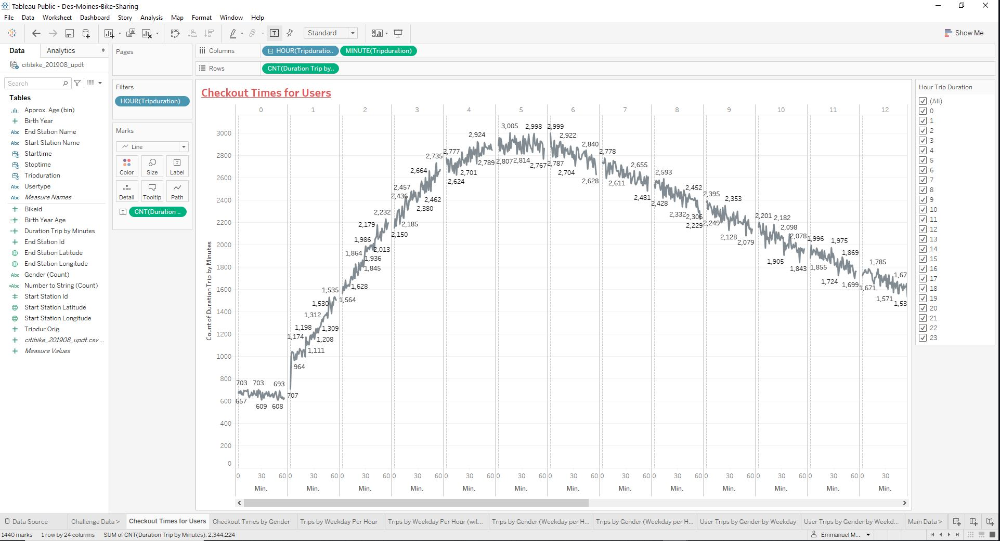 Tableau Public - Des-Moines-Bike-Sharing
File Data Worksheet Dashboard Story Analysis Map Format Window Help
Standard
Show Me
Data Analytics
citibike_201908_updt
Search
Tables
Approx. Age (bin)
Birth Year
Abc End Station Name
Abc Start Station Name
Starttime
Stoptime
Tripduration
Abc Usertype
Abc Measure Names
Bikeid
Birth Year Age
Duration Trip by Minutes
End Station Id
End Station Latitude
End Station Longitude
Abc Gender (Count)
=Abc Number to String (Count)
Start Station Id
Start Station Latitude
Start Station Longitude
Tripdur Orig
citibike_201908_updt.csv ...
Measure Values
Pages
Filters
HOUR(Tripduration)
Marks
Line
Color Size Label
Detail Tooltip Path
CNT(Duration ..
Columns HOUR(Tripduratio.. MINUTE(Tripduration)
Rows CNT(Duration Trip by..
Checkout Times for Users
0 1 2 3 4 5 6 7 8 9 10 11 12
Count of Duration Trip by Minutes
3000
2800
2600
2400
2200
2000
1800
1600
1400
1200
1000
800
600
400
200
0
703 703 693
657 609 608
707 964 1,174 1,198 1,111 1,208 1,312 1,309 1,530 1,535
1,564 1,628 1,864 1,845 1,936 1,986 2,013 2,179 2,232
2,150 2,185 2,436 2,457 2,380 2,462 2,664 2,735
2,777 2,624 2,701 2,924 2,789
2,807 3,005 2,814 2,998 2,767
2,999 2,787 2,922 2,704 2,840 2,628
2,778 2,611 2,655 2,481
2,593 2,428 2,332 2,452 2,306 2,229
2,395 2,249 2,353 2,128 2,079
2,201 2,182 1,905 2,098 2,078 1,843
1,996 1,855 1,975 1,724 1,869 1,699
1,671 1,785 1,571 1,67 1,53
0 30 60 0 30 60 0 30 60 0 30 60 0 30 60 0 30 60 0 30 60 0 30 60 0 30 60 0 30 60 0 30 60 0 30 60 0 30
Min. Min. Min. Min. Min. Min. Min. Min. Min. Min. Min. Min. Min.
Hour Trip Duration
(All)
0
1
2
3
4
5
6
7
8
9
10
11
12
13
14
15
16
17
18
19
20
21
22
23
Data Source Challenge Data > Checkout Times for Users Checkout Times by Gender Trips by Weekday Per Hour Trips by Weekday Per Hour (wit... Trips by Gender (Weekday per H... Trips by Gender (Weekday per H... User Trips by Gender by Weekday User Trips by Gender by Weekd... Main Data >
1440 marks 1 row by 24 columns SUM of CNT(Duration Trip by Minutes): 2,344,224 Emmanuel M...